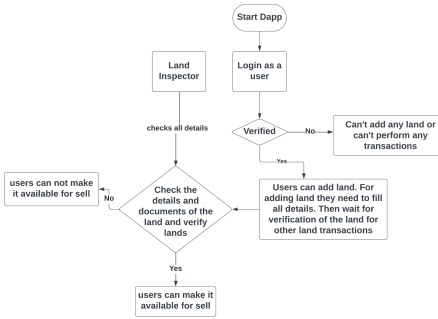 Start Dapp
Land
Inspector
Login as a
user
checks all details
Verified
No
Can't add any land or
can't perform any
transactions
Yes
users can not make
it available for sell
No
Check the
details and
documents of the
land and verify
lands
Users can add land. For
adding land they need to fill
all details. Then wait for
verification of the land for
other land transactions
Yes
users can make it
available for sell